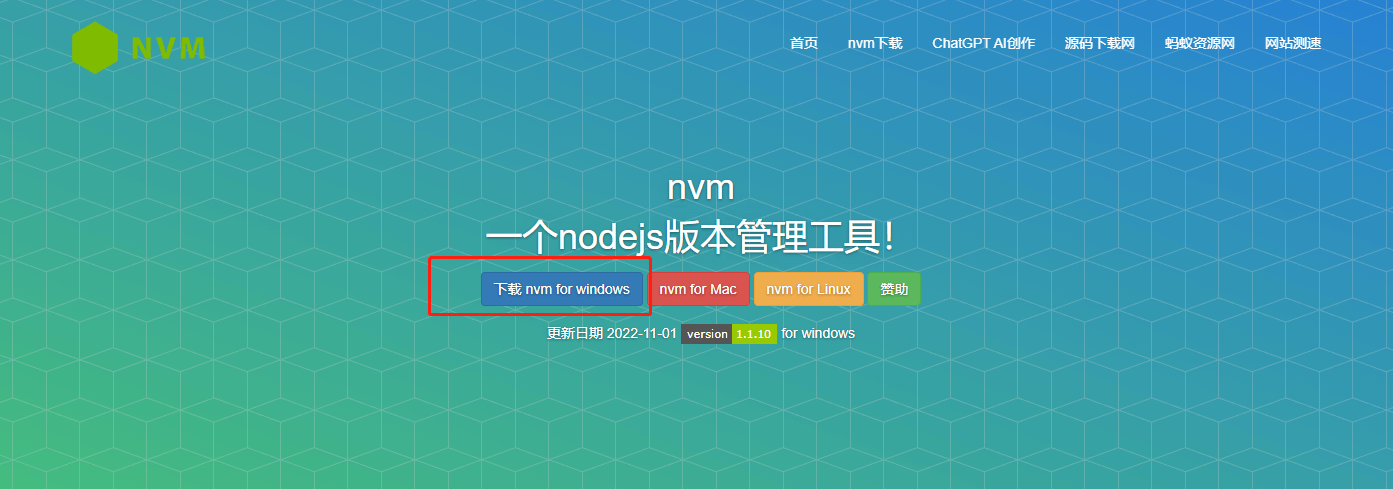 NVM
首页 nvm下载 ChatGPT AI创作 源码下载网 蚂蚁资源网 网站测速
nvm
一个nodejs版本管理工具!
下载 nvm for windows nvm for Mac nvm for Linux 赞助
更新日期 2022-11-01 version 1.1.10 for windows